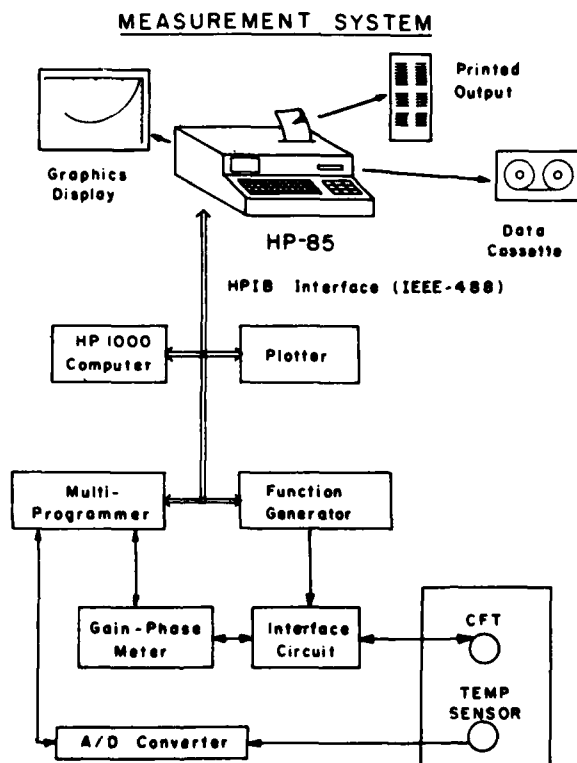 MEASUREMENT SYSTEM
Printed
Output
Graphics
Display
HP-85
Data
Cassette
HPIB Interface (IEEE-488)
HP 1000
Computer
Plotter
Multi-
Programmer
Function
Generator
Gain-Phase
Meter
Interface
Circuit
CFT
TEMP
SENSOR
A/D Converter